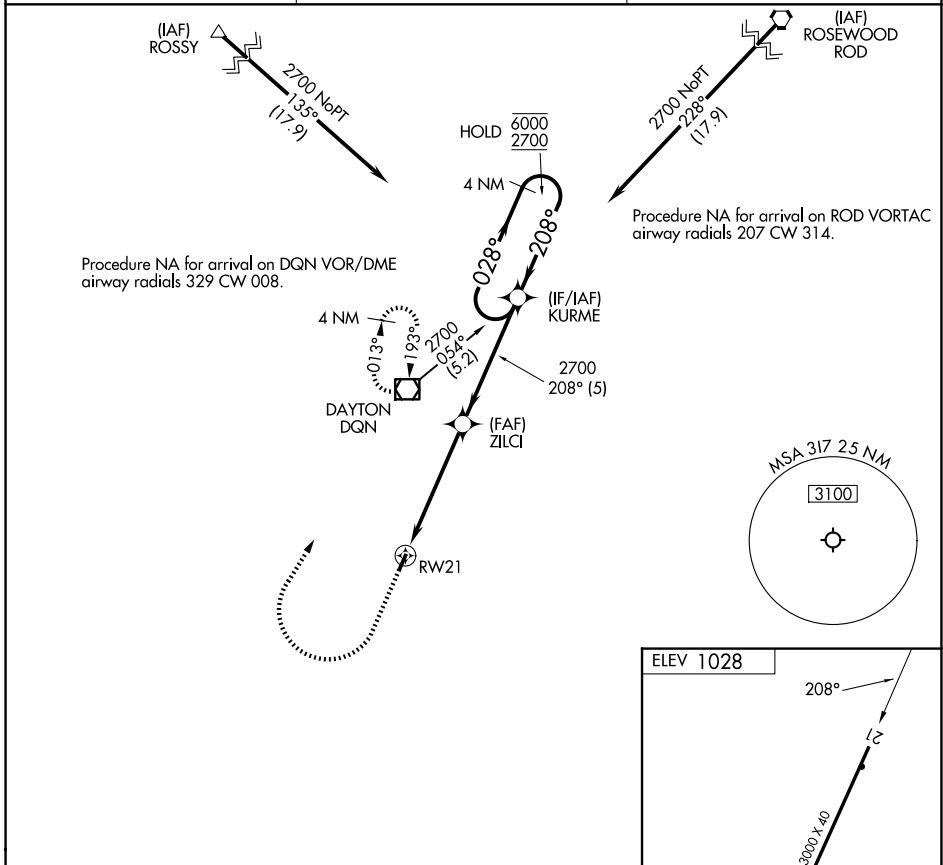 (IAF)
ROSSY
2700 NoPT
135°
(17.9)
(IAF)
ROSEWOOD
ROD
2700 NoPT
228°
(17.9)
HOLD 6000
2700
4 NM
028°
208°
Procedure NA for arrival on ROD VORTAC
airway radials 207 CW 314.
Procedure NA for arrival on DQN VOR/DME
airway radials 329 CW 008.
(IF/IAF)
KURME
4 NM
013°
193°
2700
054°
(5.2)
2700
208° (5)
DAYTON
DQN
(FAF)
ZILCI
MSA 3I7 25 NM
3100
RW21
ELEV 1028
208°
21
3000 X 40